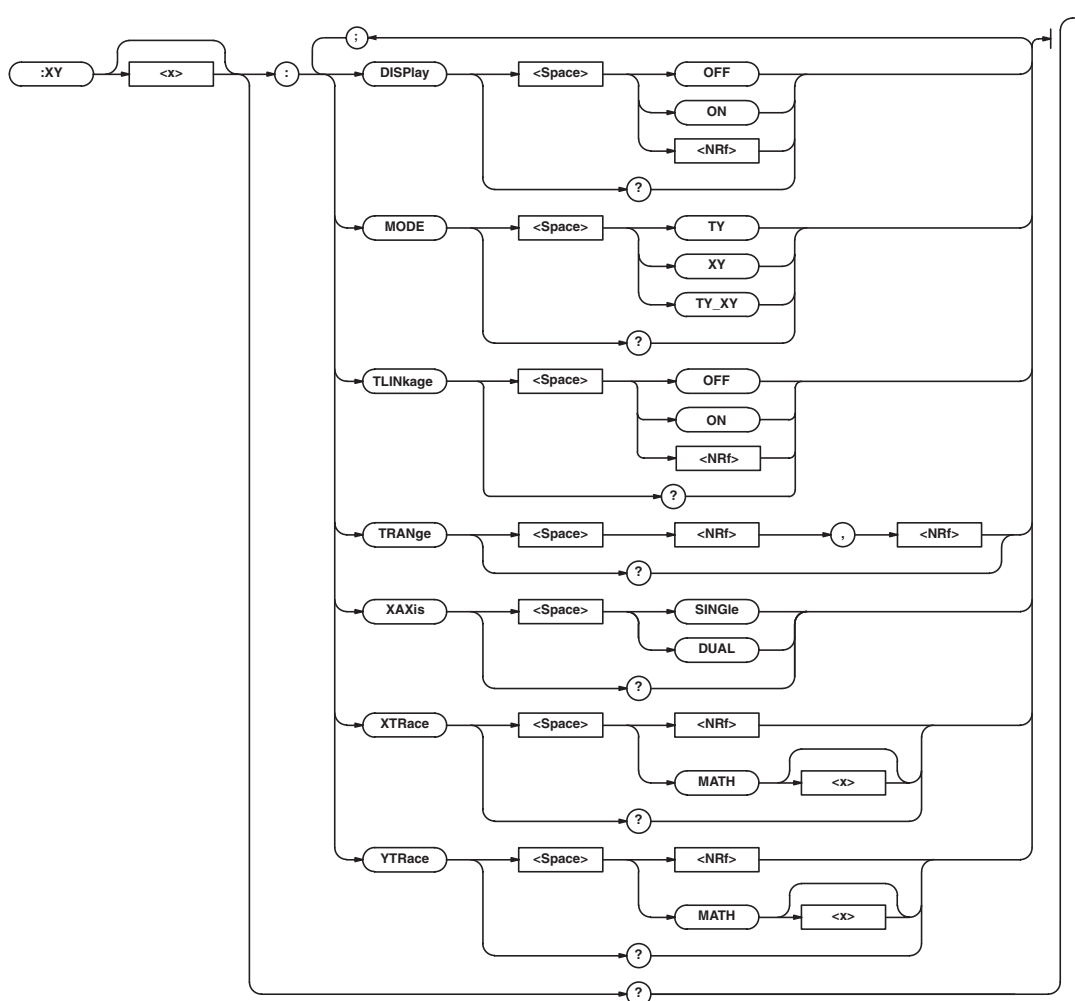 ;
:XY <x> : DISPlay <Space> OFF
ON
<NRf>
?
MODE <Space> TY
XY
TY_XY
?
TLINkage <Space> OFF
ON
<NRf>
?
TRANge <Space> <NRf> , <NRf>
?
XAXis <Space> SINGle
DUAL
?
XTRace <Space> <NRf>
MATH <x>
?
YTRace <Space> <NRf>
MATH <x>
?
?